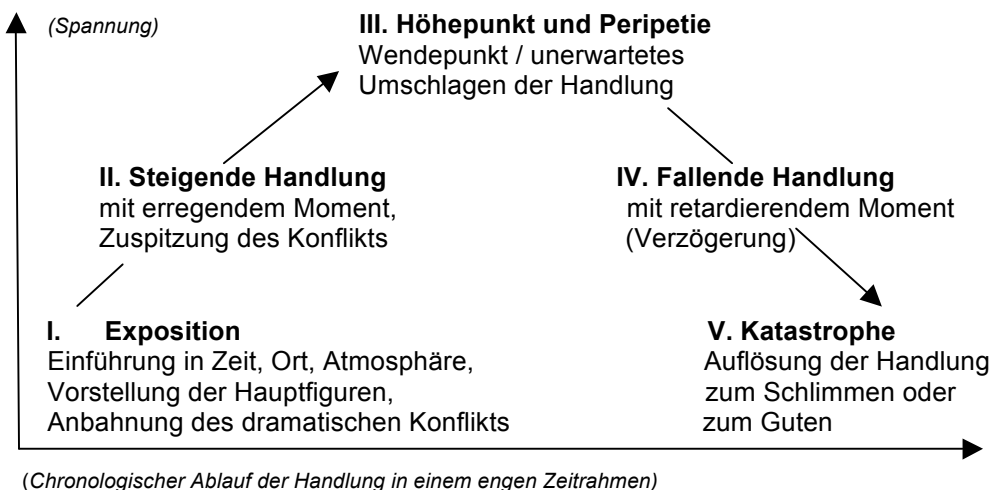 (Spannung)
III. Höhepunkt und Peripetie
Wendepunkt / unerwartetes
Umschlagen der Handlung
II. Steigende Handlung
mit erregendem Moment,
Zuspitzung des Konflikts
IV. Fallende Handlung
mit retardierendem Moment
(Verzögerung)
I. Exposition
Einführung in Zeit, Ort, Atmosphäre,
Vorstellung der Hauptfiguren,
Anbahnung des dramatischen Konflikts
V. Katastrophe
Auflösung der Handlung
zum Schlimmen oder
zum Guten
(Chronologischer Ablauf der Handlung in einem engen Zeitrahmen)